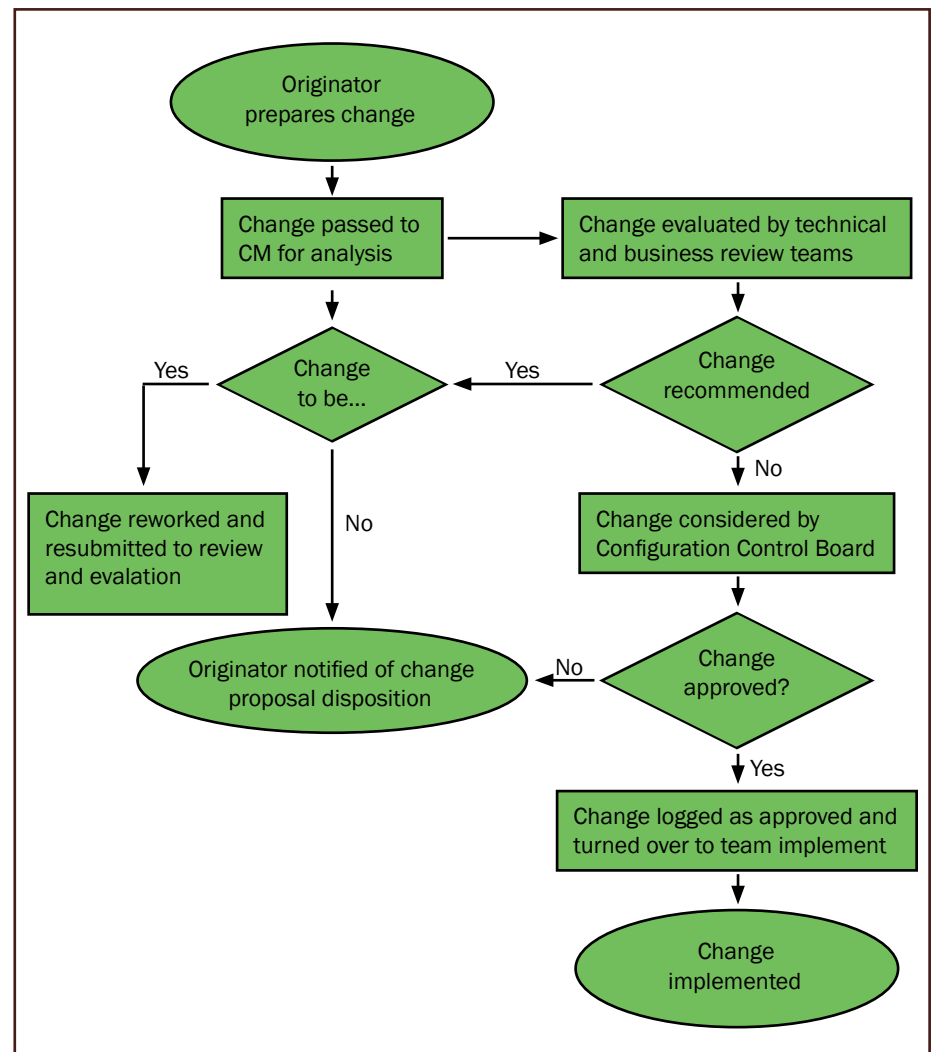 Originator
prepares change
Change passed to
CM for analysis
Change evaluated by technical
and business review teams
Change
to be...
Yes
Yes
Change
recommended
No
Change reworked and
resubmitted to review
and evalation
No
Change considered by
Configuration Control Board
Originator notified of change
proposal disposition
No
Change
approved?
Yes
Change logged as approved and
turned over to team implement
Change
implemented